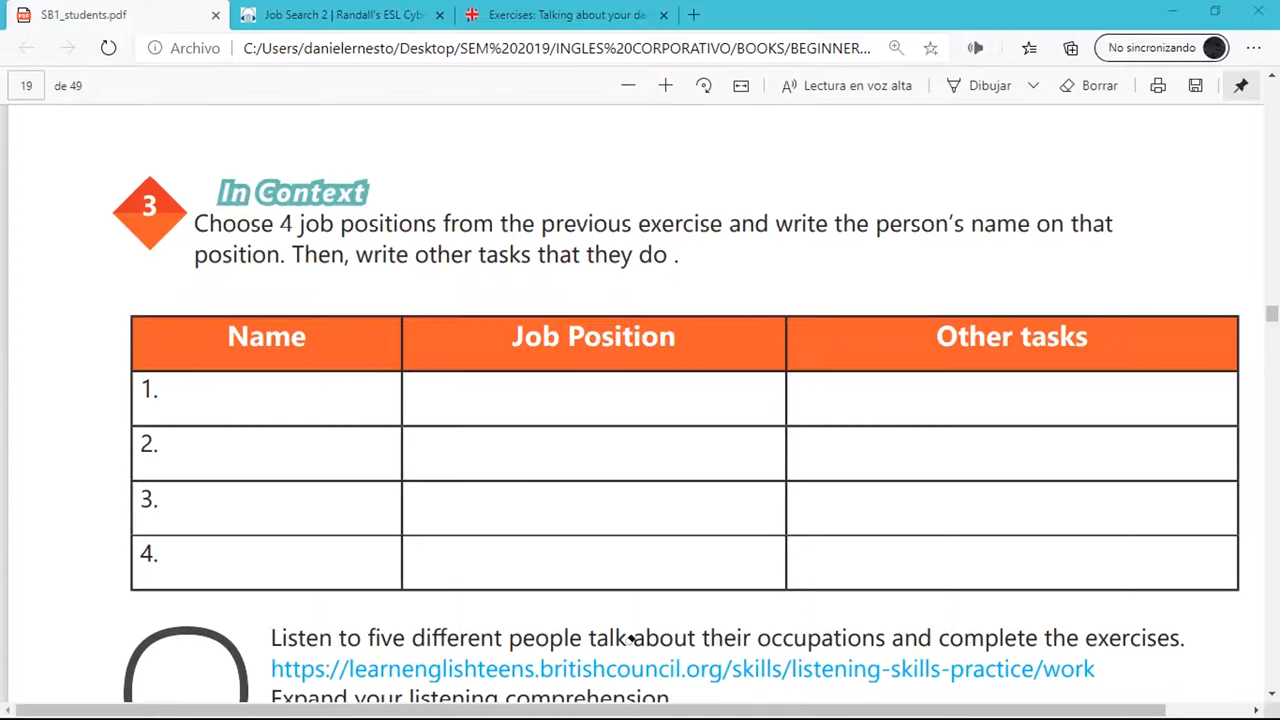 SB1_students.pdf
Job Search 2 | Randall's ESL Cyb
Exercises: Talking about your da
Archivo
C:/Users/danielernesto/Desktop/SEM%202019/INGLES%20CORPORATIVO/BOOKS/BEGINNER...
No sincronizando
19
de 49
Lectura en voz alta
Dibujar
Borrar
3
In Context
Choose 4 job positions from the previous exercise and write the person's name on that
position. Then, write other tasks that they do .
Name
Job Position
Other tasks
1.
2.
3.
4.
Listen to five different people talk about their occupations and complete the exercises.
https://learnenglishteens.britishcouncil.org/skills/listening-skills-practice/work
Expand your listening comprehension